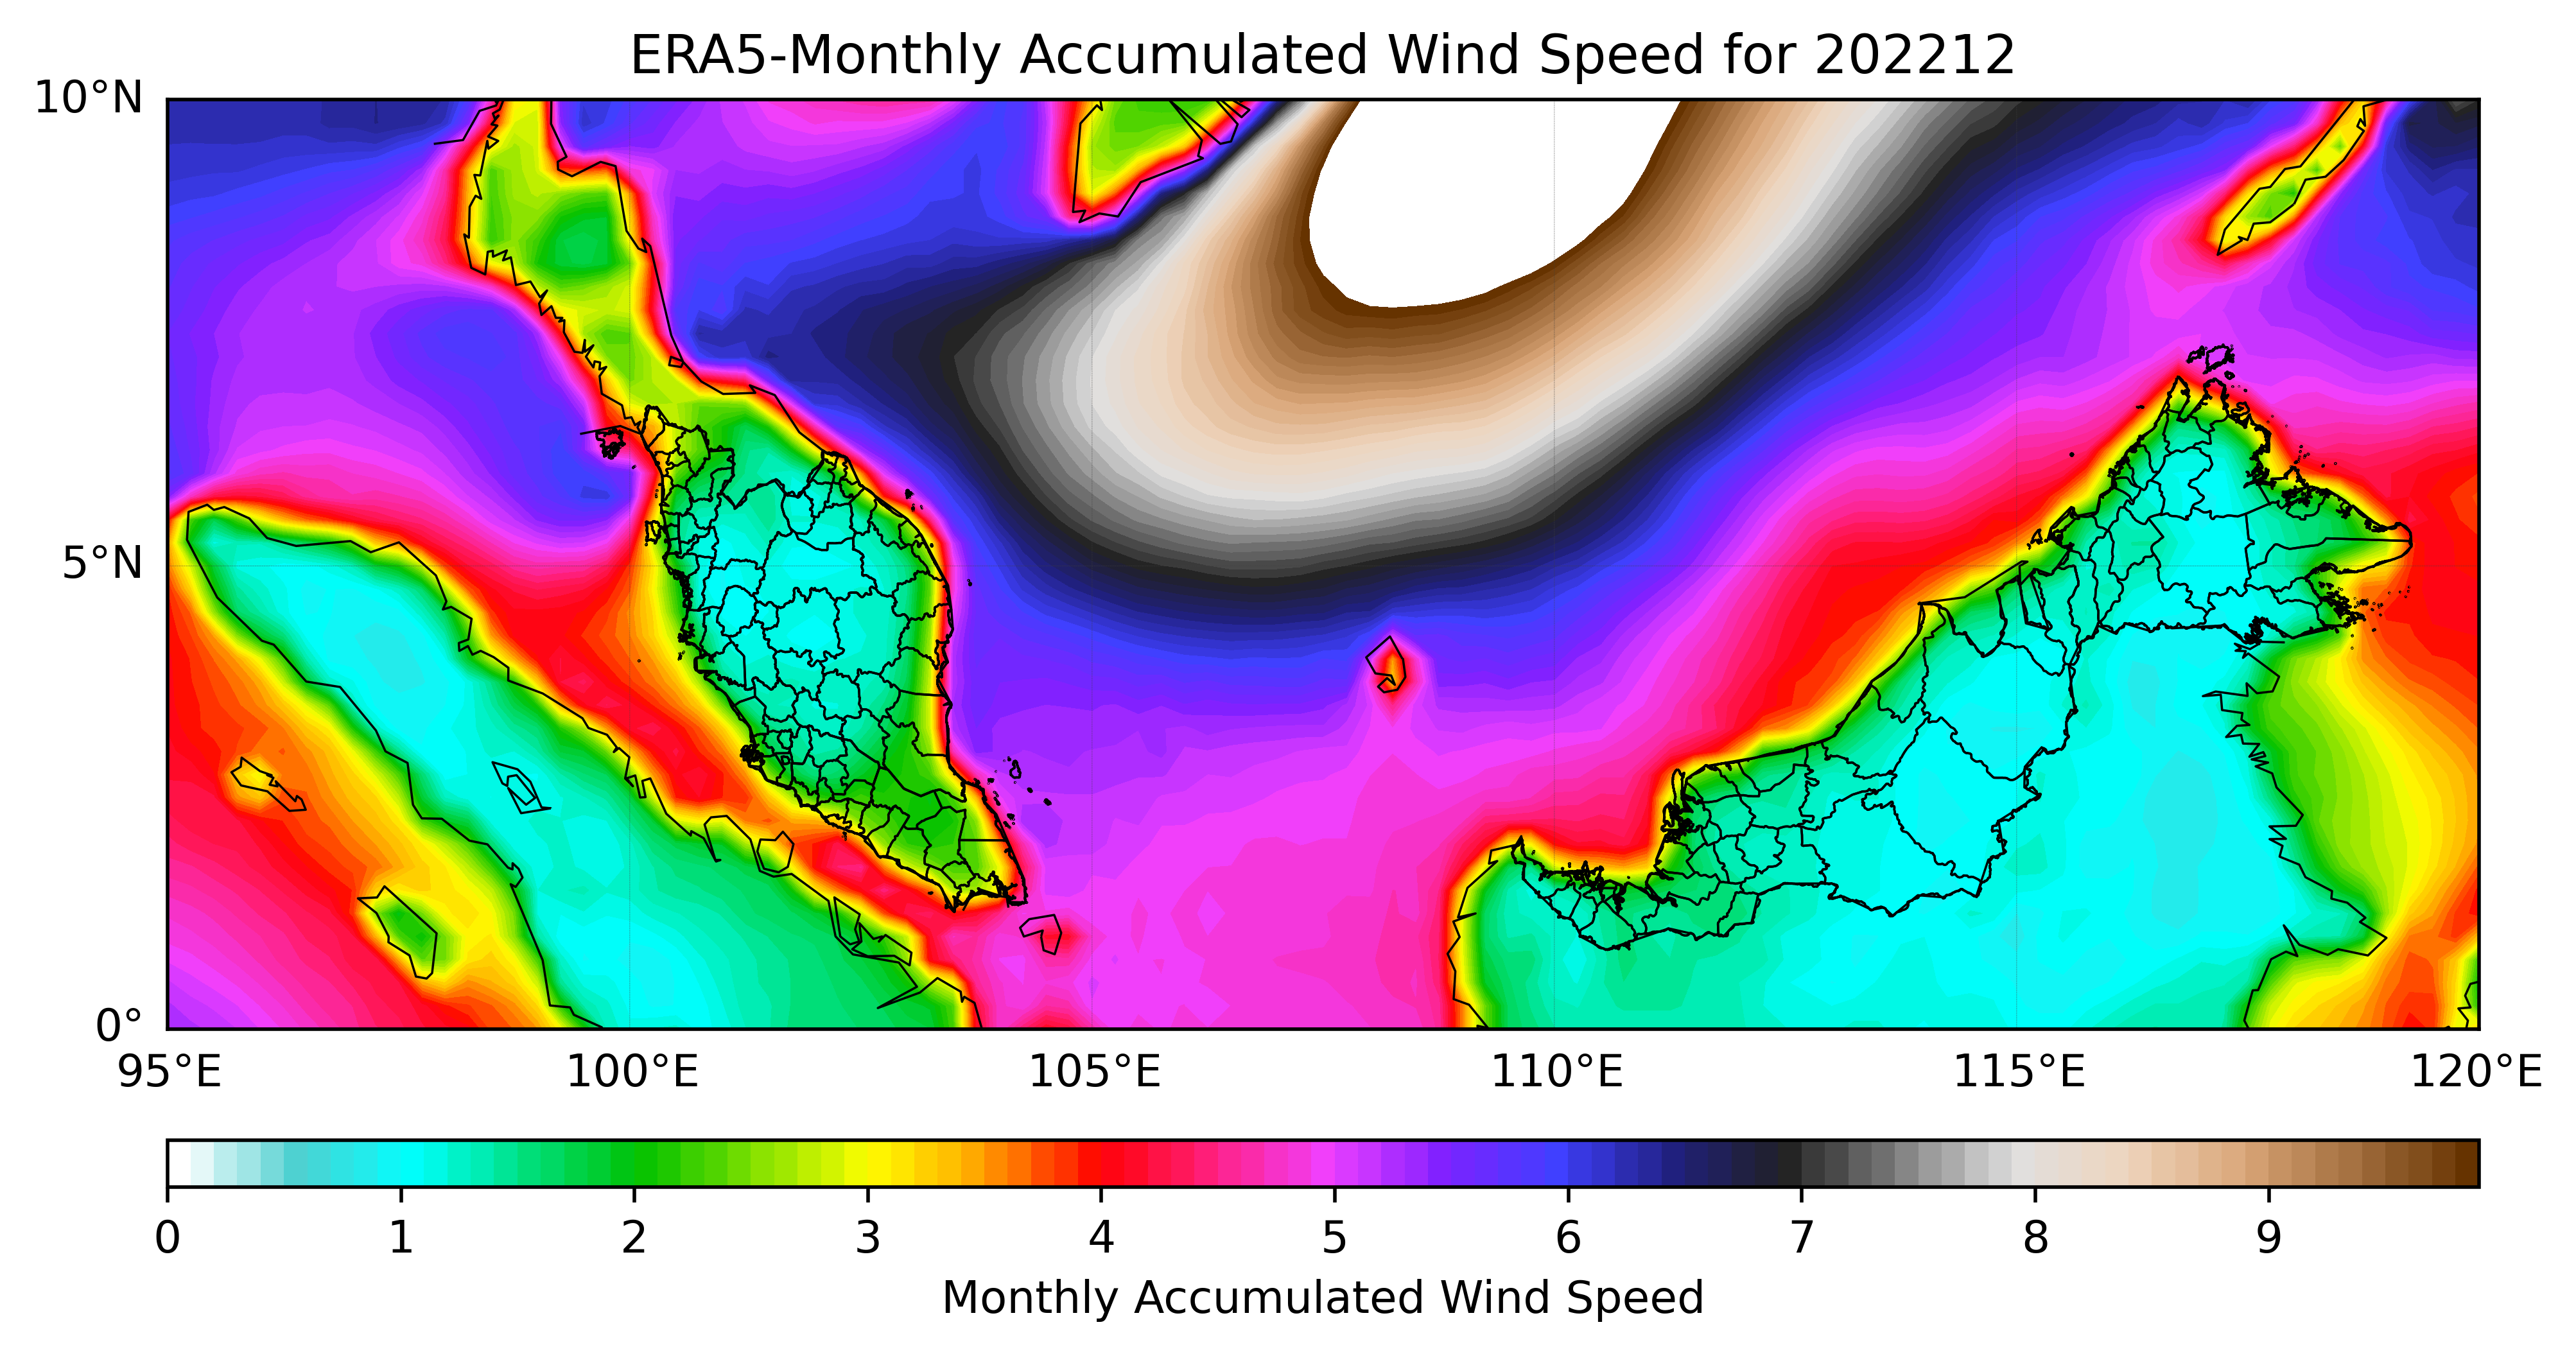 ERA5-Monthly Accumulated Wind Speed for 202212
10°N
5°N
0°
95°E 100°E 105°E 110°E 115°E 120°E
0 1 2 3 4 5 6 7 8 9
Monthly Accumulated Wind Speed